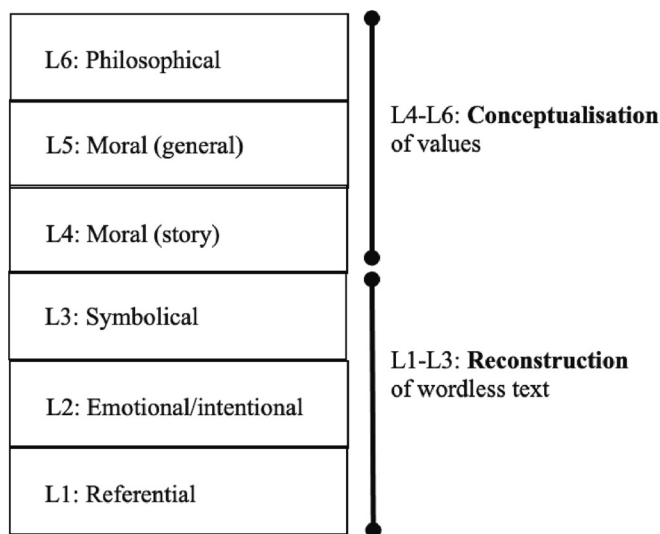 L6: Philosophical
L5: Moral (general)
L4: Moral (story)
L3: Symbolical
L2: Emotional/intentional
L1: Referential
L4-L6: Conceptualisation
of values
L1-L3: Reconstruction
of wordless text